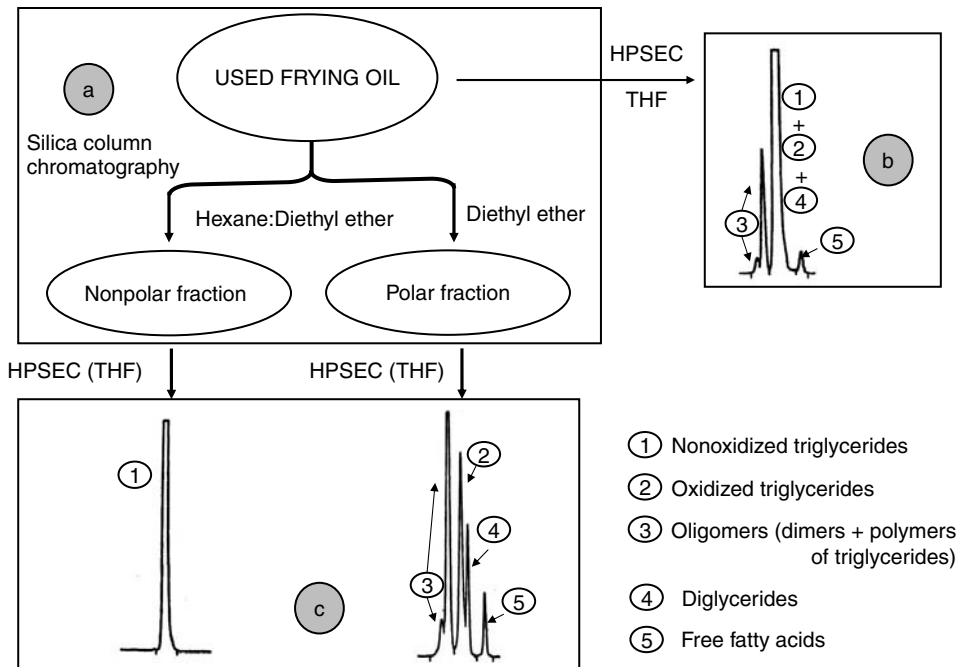 USED FRYING OIL
a
Silica column
chromatography
Hexane:Diethyl ether
Diethyl ether
Nonpolar fraction
Polar fraction
HPSEC
THF
1
+
2
+
4
3
5
b
HPSEC (THF)
HPSEC (THF)
1
2
4
3
5
c
1 Nonoxidized triglycerides
2 Oxidized triglycerides
3 Oligomers (dimers + polymers
of triglycerides)
4 Diglycerides
5 Free fatty acids